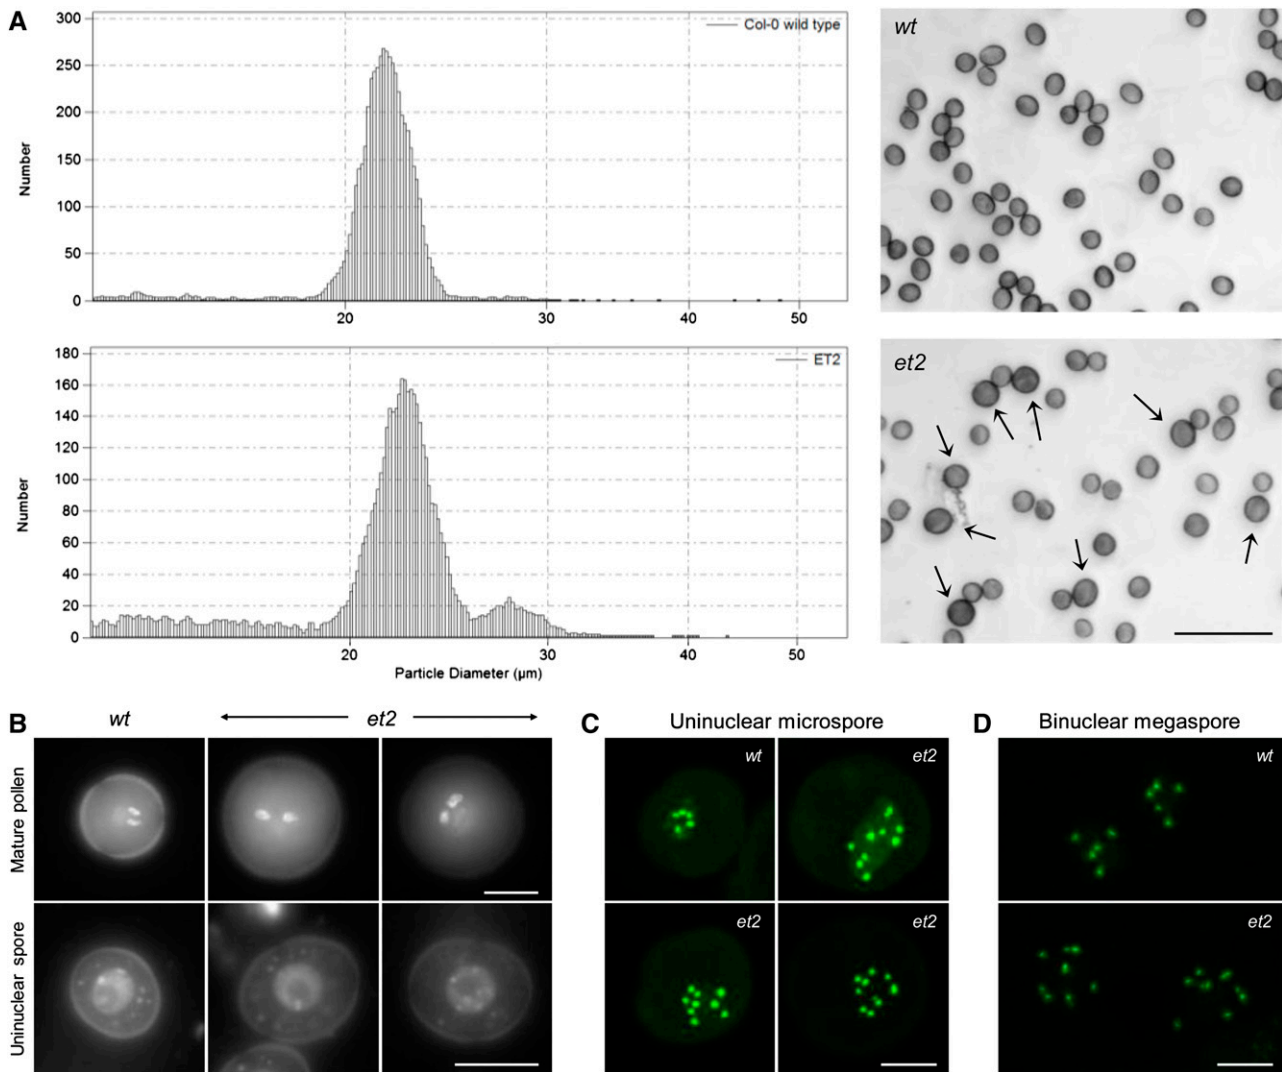 A
Col-0 wild type
300
250
200
150
100
50
0
Number
20
30
40
50
wt
ET2
180
160
140
120
100
80
60
40
20
0
Number
20
30
40
50
Particle Diameter (µm)
et2
B
wt
et2
Mature pollen
Uninuclear spore
C
Uninuclear microspore
wt
et2
et2
et2
D
Binuclear megaspore
wt
et2